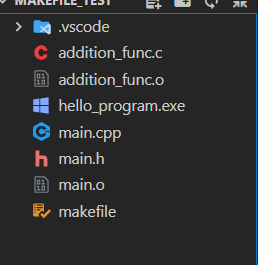 MAKEFILE_TEST
.vscode
addition_func.c
addition_func.o
hello_program.exe
main.cpp
main.h
main.o
makefile